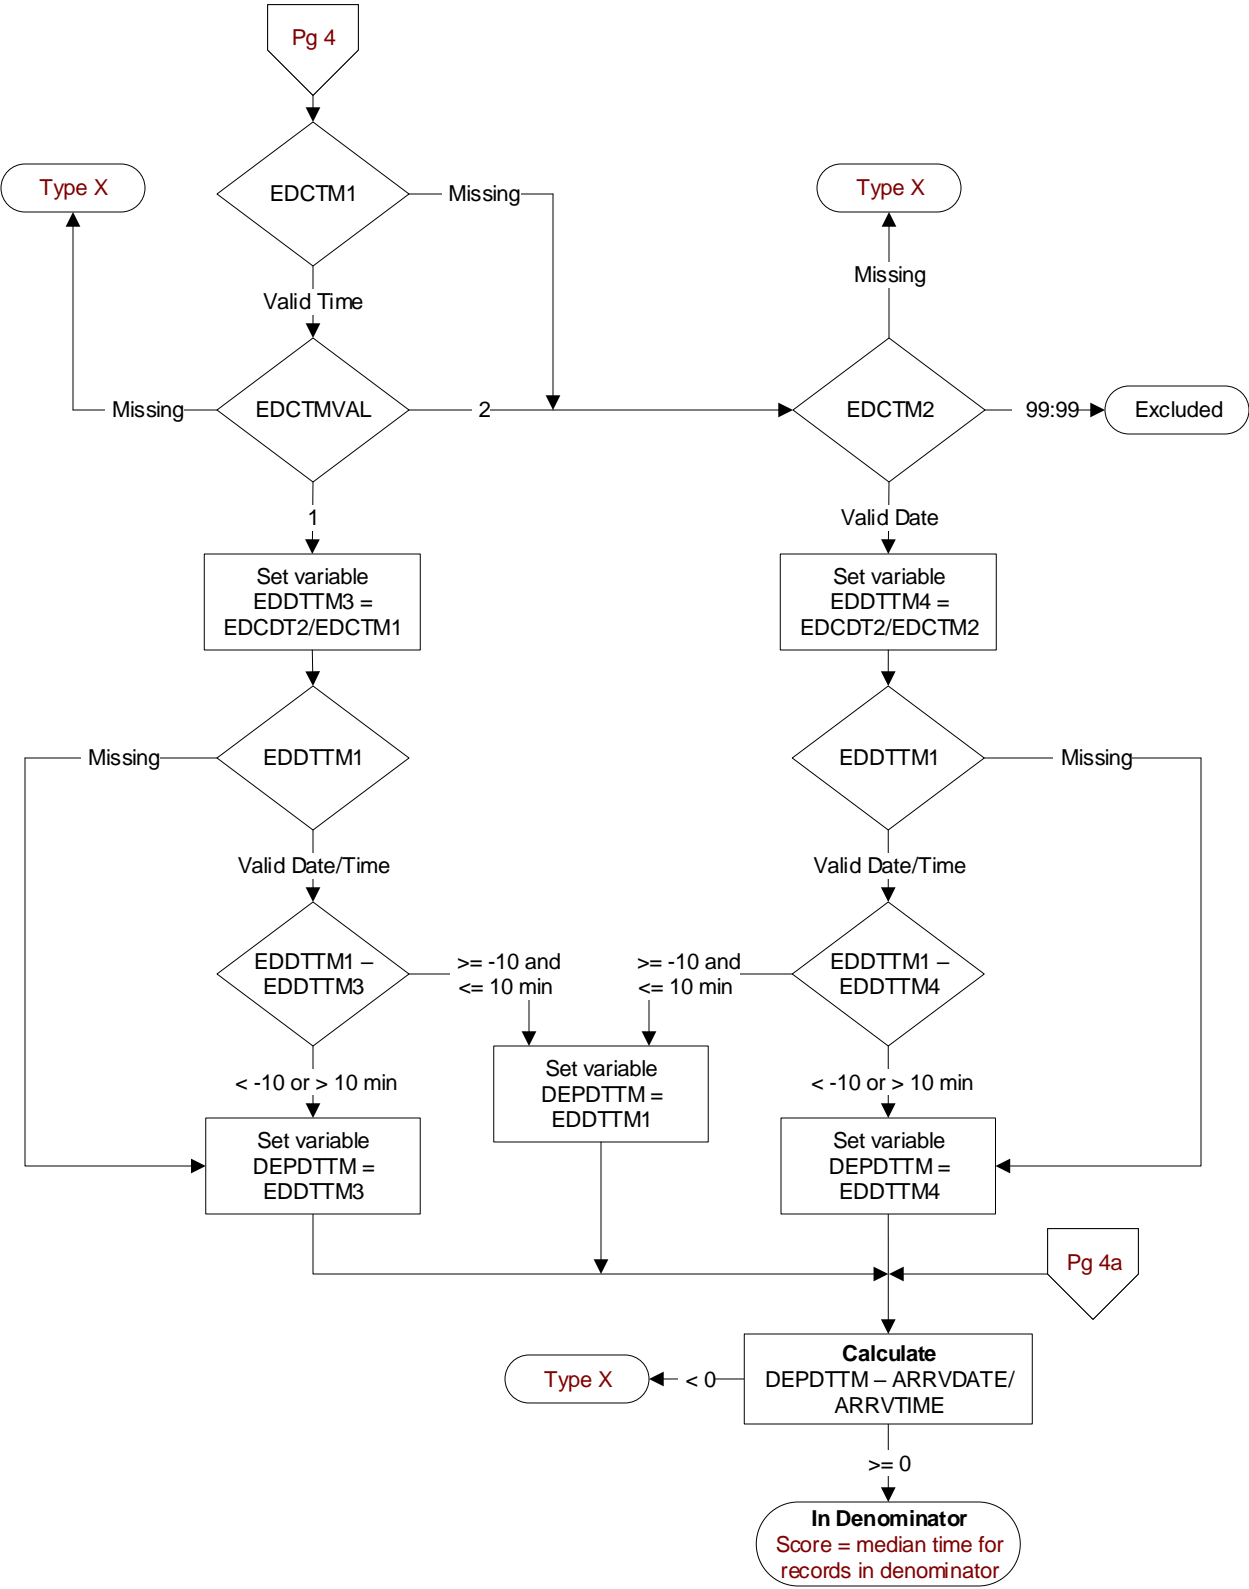 Pg 4
Type X
EDCTM1
Missing
Type X
Missing
Valid Time
Missing
EDCTMVAL
2
EDCTM2
99:99
Excluded
1
Valid Date
Set variable
EDDTTM3 =
EDCDT2/EDCTM1
Set variable
EDDTTM4 =
EDCDT2/EDCTM2
Missing
EDDTTM1
EDDTTM1
Missing
Valid Date/Time
Valid Date/Time
EDDTTM1 –
EDDTTM3
>= -10 and
<= 10 min
>= -10 and
<= 10 min
EDDTTM1 –
EDDTTM4
< -10 or > 10 min
Set variable
DEPDTTM =
EDDTTM1
< -10 or > 10 min
Set variable
DEPDTTM =
EDDTTM3
Set variable
DEPDTTM =
EDDTTM4
Pg 4a
Type X
< 0
Calculate
DEPDTTM – ARRVDATE/
ARRVTIME
>= 0
In Denominator
Score = median time for
records in denominator